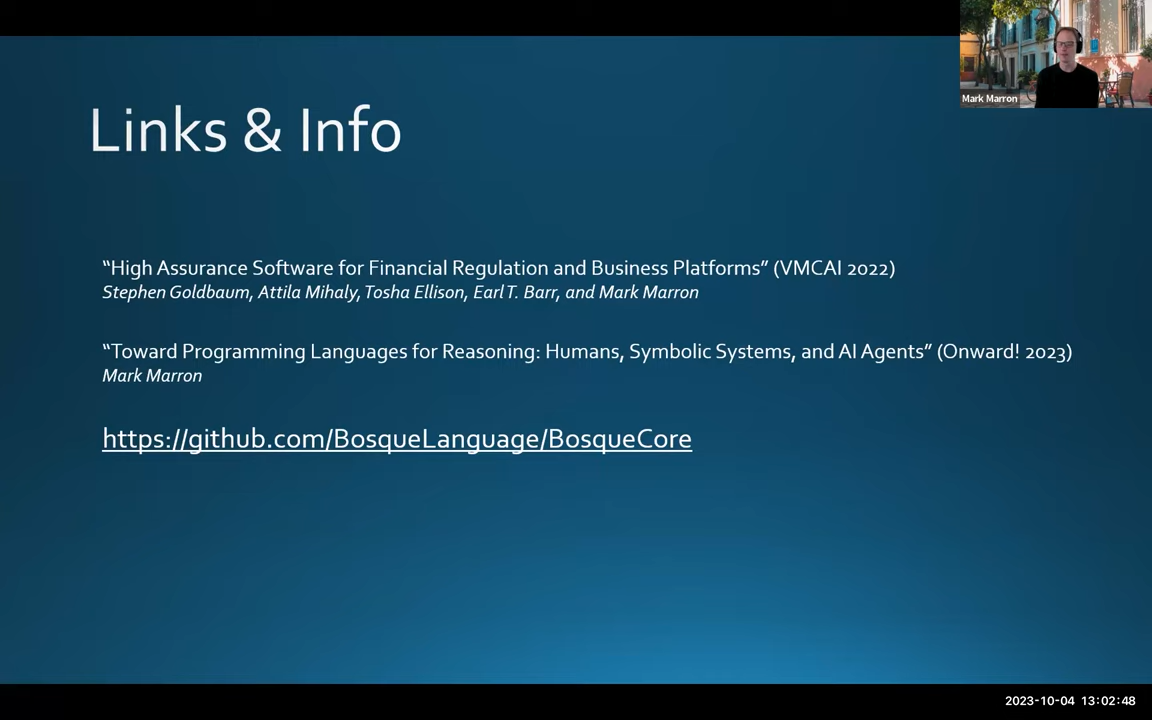 Mark Marron
Links & Info
“High Assurance Software for Financial Regulation and Business Platforms” (VMCAI 2022)
Stephen Goldbaum, Attila Mihaly, Tosha Ellison, Earl T. Barr, and Mark Marron
“Toward Programming Languages for Reasoning: Humans, Symbolic Systems, and AI Agents” (Onward! 2023)
Mark Marron
https://github.com/BosqueLanguage/BosqueCore
2023-10-04 13:02:48